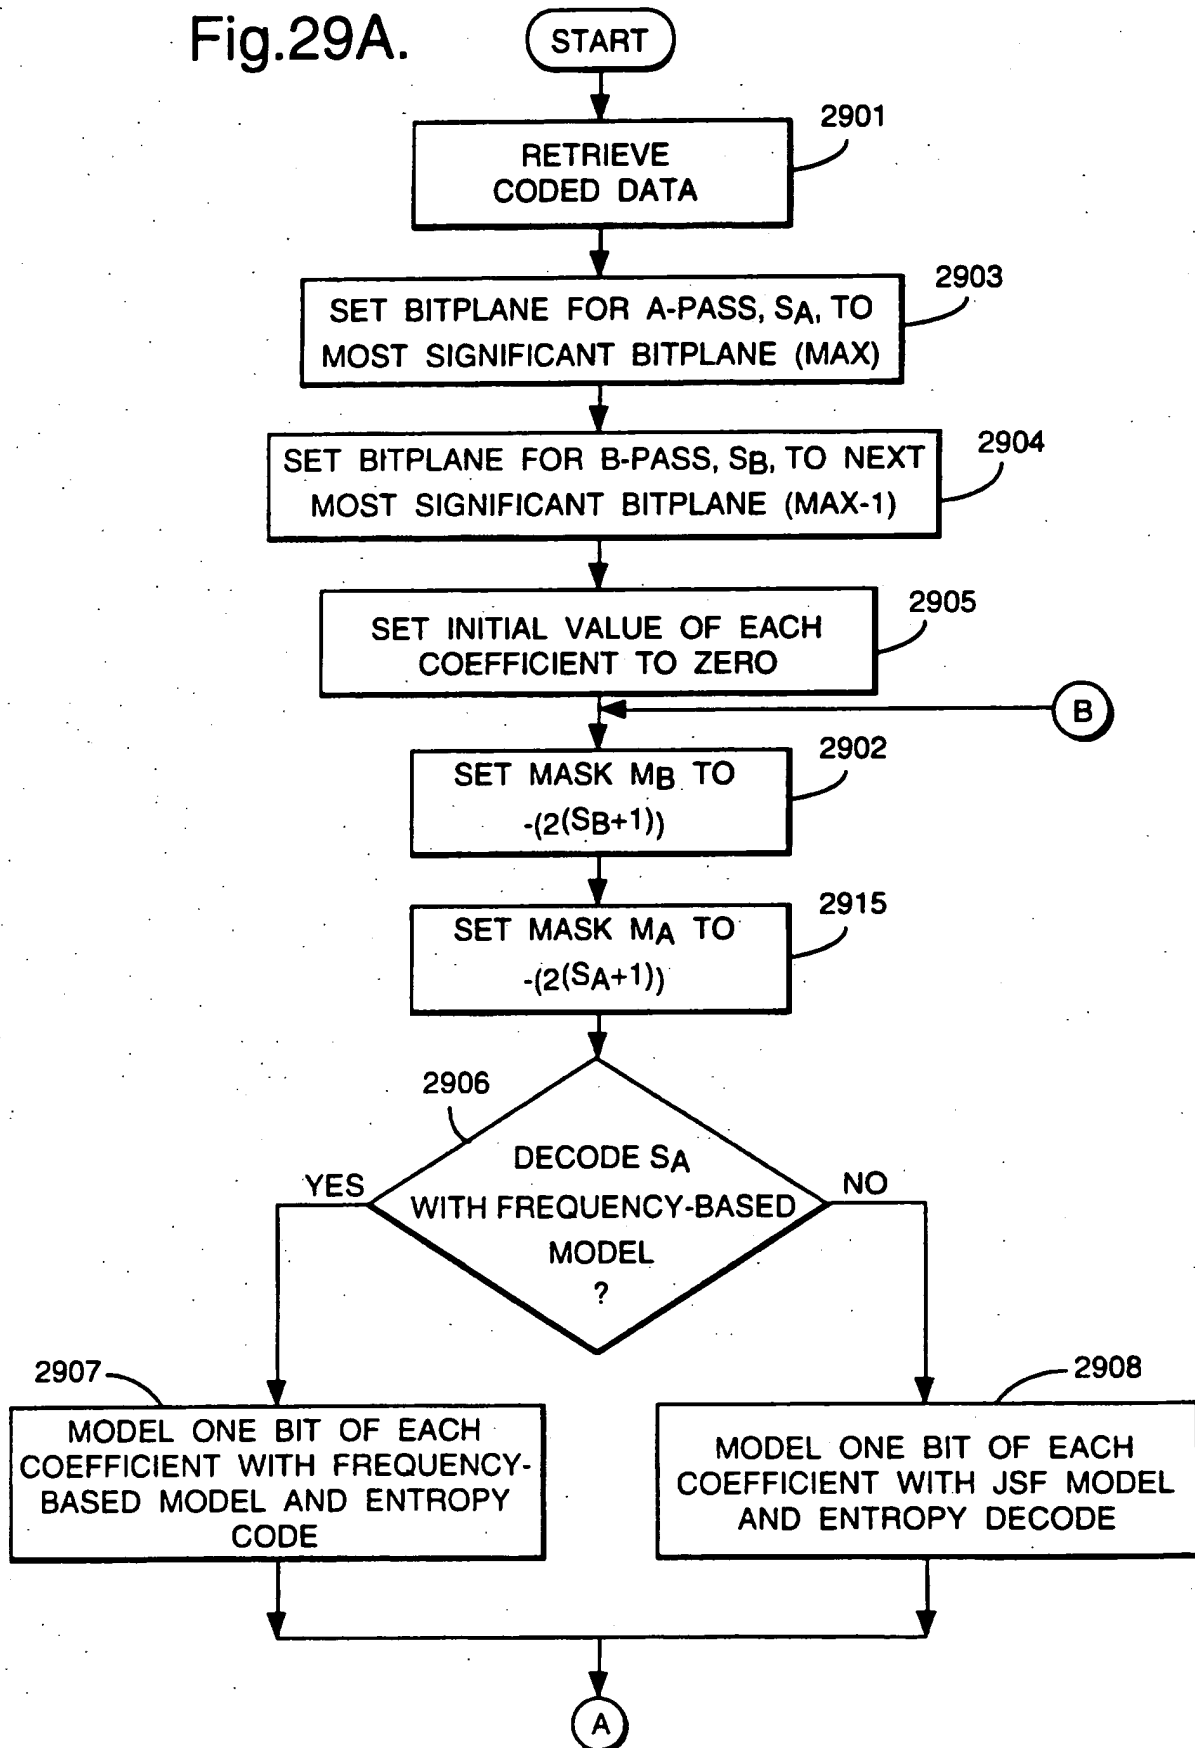 Fig.29A.
START
2901
RETRIEVE
CODED DATA
2903
SET BITPLANE FOR A-PASS, SA, TO
MOST SIGNIFICANT BITPLANE (MAX)
2904
SET BITPLANE FOR B-PASS, SB, TO NEXT
MOST SIGNIFICANT BITPLANE (MAX-1)
2905
SET INITIAL VALUE OF EACH
COEFFICIENT TO ZERO
B
2902
SET MASK MB TO
-(2(SB+1))
2915
SET MASK MA TO
-(2(SA+1))
2906
DECODE SA
WITH FREQUENCY-BASED
MODEL
?
YES
NO
2907
MODEL ONE BIT OF EACH
COEFFICIENT WITH FREQUENCY-
BASED MODEL AND ENTROPY
CODE
2908
MODEL ONE BIT OF EACH
COEFFICIENT WITH JSF MODEL
AND ENTROPY DECODE
A